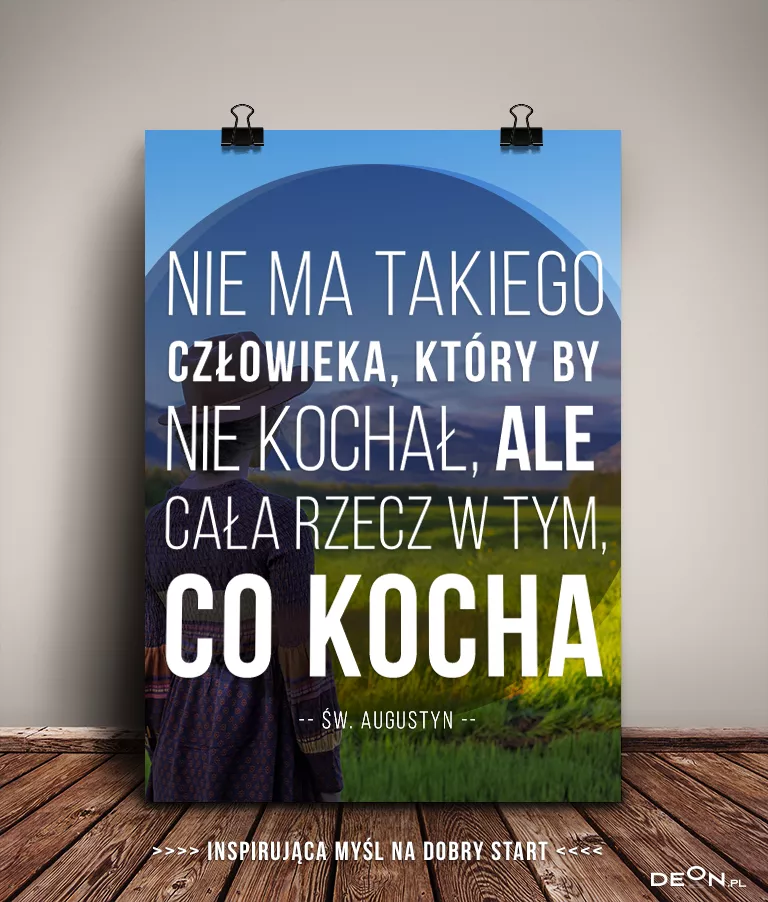 NIE MA TAKIEGO
CZŁOWIEKA, KTÓRY BY
NIE KOCHAŁ, ALE
CAŁA RZECZ W TYM,
CO KOCHA
-- ŚW. AUGUSTYN --
>>>> INSPIRUJĄCA MYŚL NA DOBRY START <<<<
DEON.PL